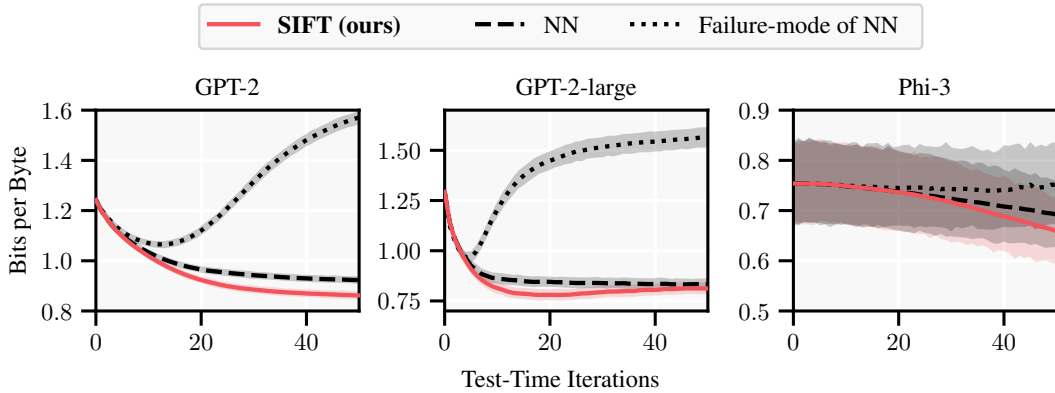 SIFT (ours) NN Failure-mode of NN
GPT-2 GPT-2-large Phi-3
Bits per Byte
1.6
1.4
1.2
1.0
0.8
0 20 40
1.50
1.25
1.00
0.75
0 20 40
0.9
0.8
0.7
0.6
0.5
0 20 40
Test-Time Iterations